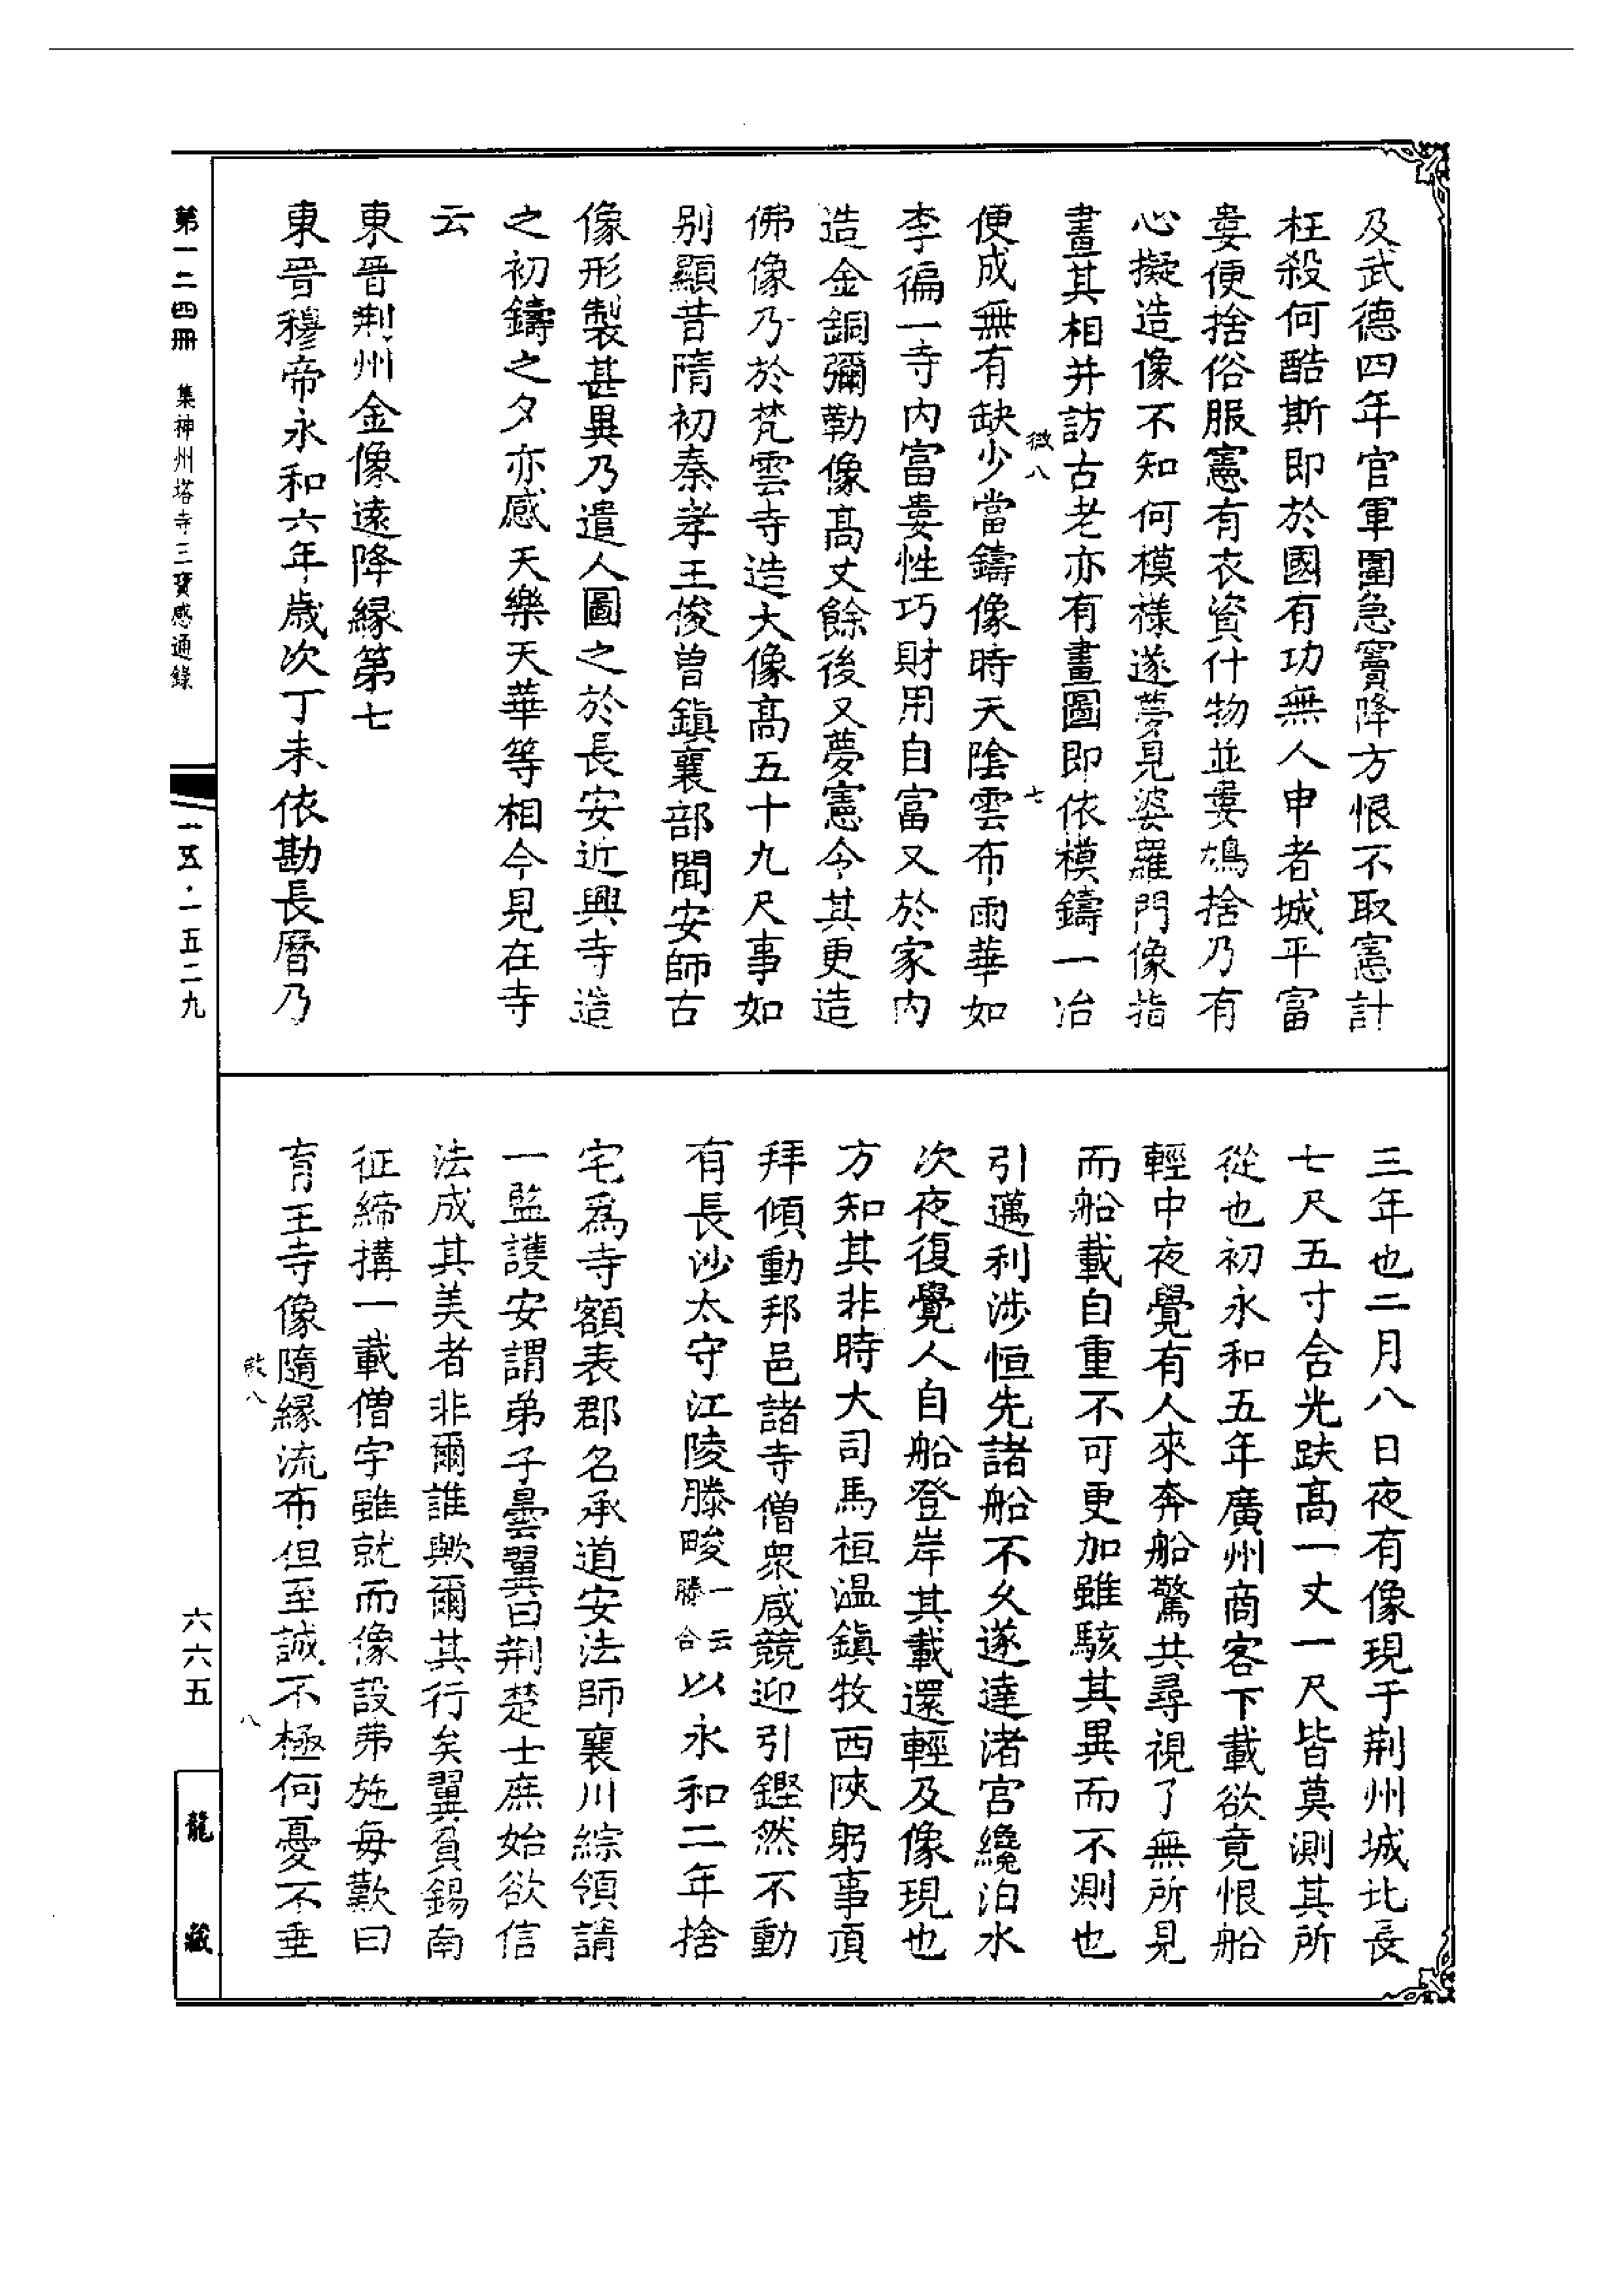 及武德四年官軍圍急竇降方恨不取憲計
枉殺何酷斯即於國有功無人申者城平富
婁便捨俗服憲有衣資什物並婁鳩捨乃有
心擬造像不知何模樣遂夢見婆羅門像指
畫其相并訪古老亦有畫圖即依模鑄一冶
微八
七
便成無有缺少當鑄像時天陰雲布雨華如
李徧一寺内富婁性巧財用自富又於家内
造金銅彌勒像髙丈餘後又夢憲令其更造
佛像乃於梵雲寺造大像髙五十九尺事如
别顯昔隋初秦孝王俊曽鎮襄部聞安師古
像形製甚異乃遣人圖之於長安近興寺造
之初鑄之夕亦感天樂天華等相今見在寺
云
東晉荆州金像遠降緣第七
東晉穆帝永和六年歳次丁未依勘長曆乃
三年也二月八日夜有像現于荆州城北長
七尺五寸合光趺髙一丈一尺皆莫測其所
從也初永和五年廣州商客下載欲竟恨船
輕中夜覺有人來奔船驚共尋視了無所見
而船載自重不可更加雖駭其異而不測也
引邁利涉恒先諸船不久遂達渚宫纔泊水
次夜復覺人自船登岸其載還輕及像現也
方知其非時大司馬桓温鎮牧西陝躬事頂
拜傾動邦邑諸寺僧衆咸競迎引鏗然不動
有長沙太守江陵滕畯一云滕含以永和二年捨
宅爲寺額表郡名承道安法師襄川綜領請
一監護安謂弟子曇翼曰荆楚士庶始欲信
法成其美者非爾誰歟爾其行矣翼負錫南
征締搆一載僧宇雖就而像設弗施每歎曰
育王寺像隨緣流布但至誠不極何憂不垂
八
第一二四冊　集神州塔寺三寶感通錄
一五二九
六六五
龍藏